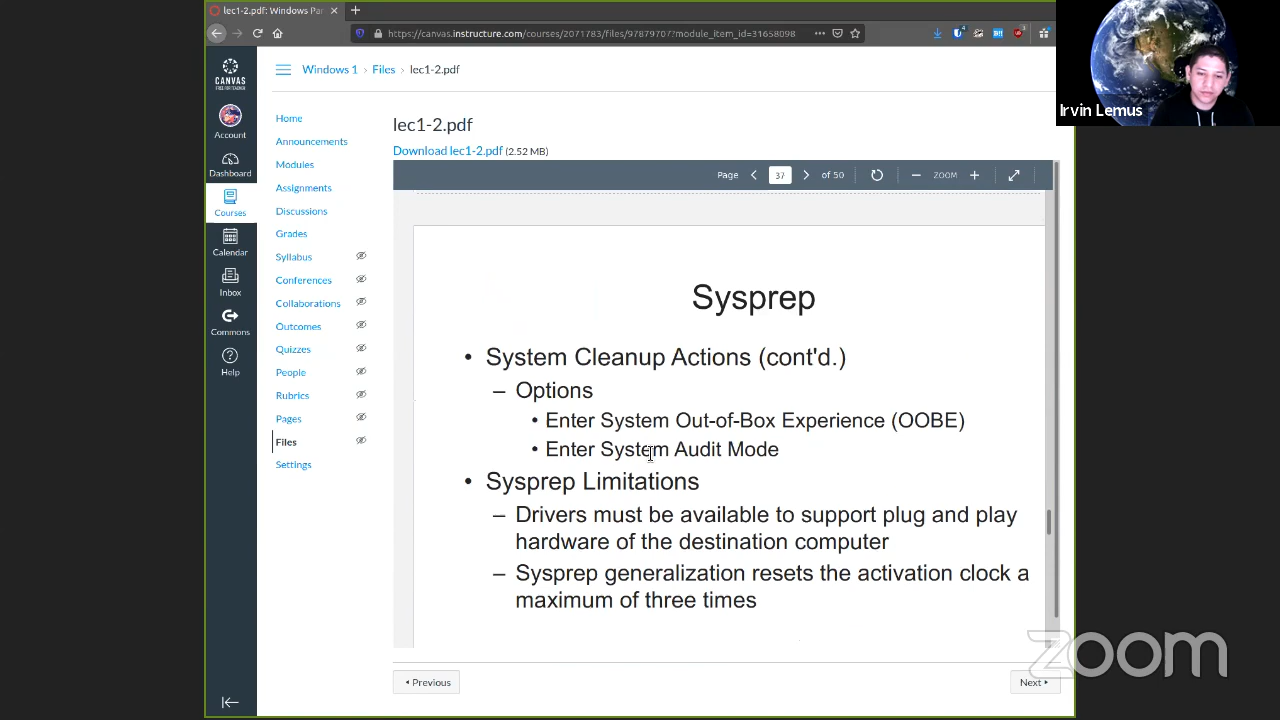 lec1-2.pdf: Windows Par
https://canvas.instructure.com/courses/2071783/files/97879707?module_item_id=31658098
Irvin Lemus
CANVAS
FREE FOR TEACHER
Account
Dashboard
Courses
Calendar
Inbox
Commons
Help
Windows 1 > Files > lec1-2.pdf
Home
Announcements
Modules
Assignments
Discussions
Grades
Syllabus
Conferences
Collaborations
Outcomes
Quizzes
People
Rubrics
Pages
Files
Settings
lec1-2.pdf
Download lec1-2.pdf (2.52 MB)
Page < 37 > of 50 − ZOOM +
Sysprep
• System Cleanup Actions (cont'd.)
– Options
• Enter System Out-of-Box Experience (OOBE)
• Enter System Audit Mode
• Sysprep Limitations
– Drivers must be available to support plug and play
hardware of the destination computer
– Sysprep generalization resets the activation clock a
maximum of three times
Previous
Next
zoom